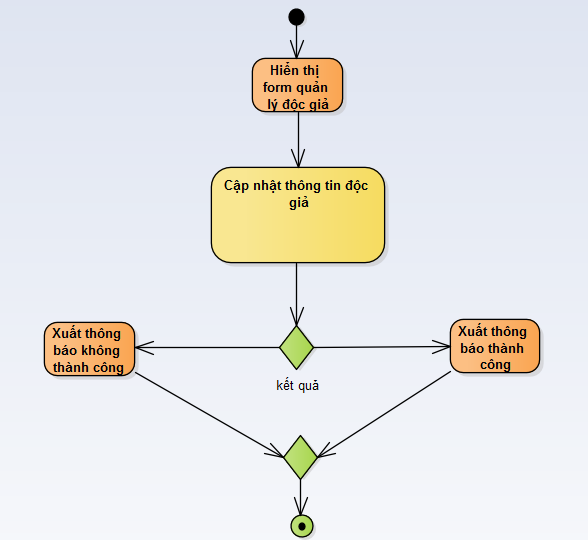 Hiển thị
form quản
lý độc giả
Cập nhật thông tin độc
giả
Xuất thông
báo không
thành công
Xuất thông
báo thành
công
kết quả